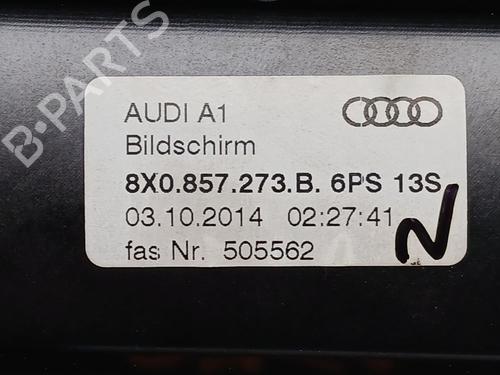 B-PARTS
AUDI A1
Bildschirm
8X0.857.273.B. 6PS 13S
03.10.2014 02:27:41
fas Nr. 505562
N